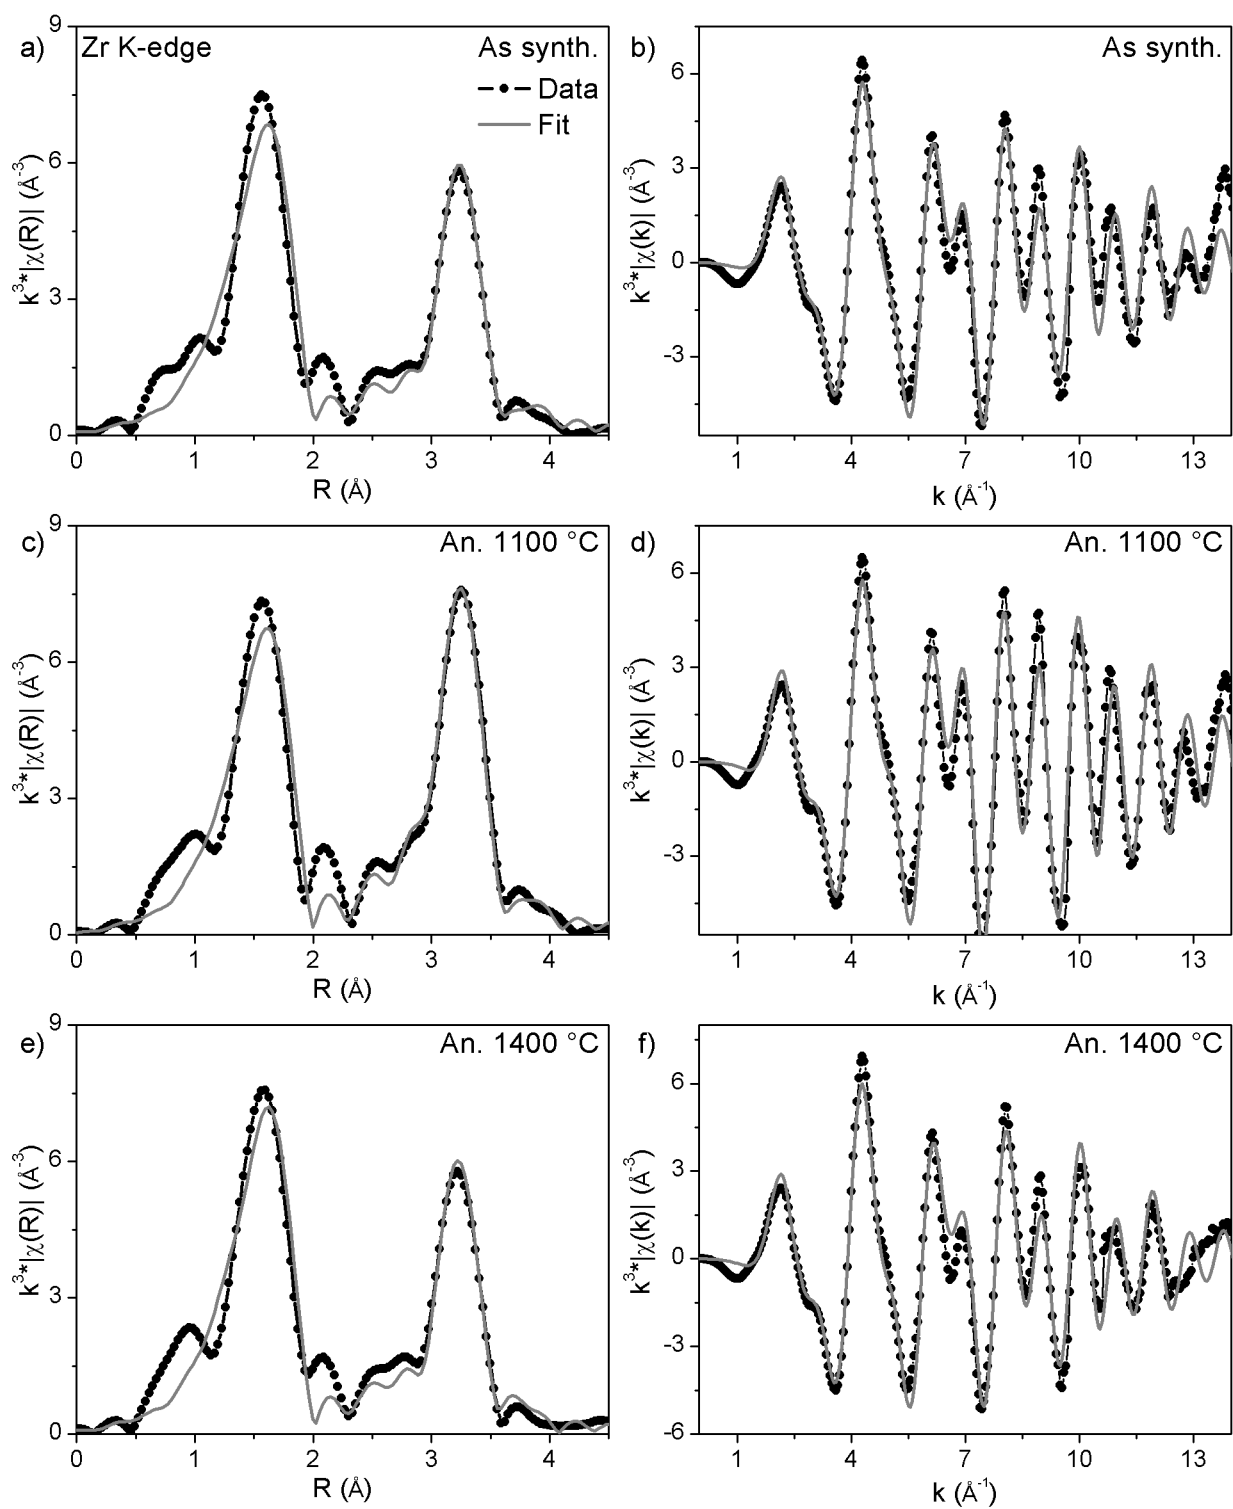 a) Zr K-edge As synth.
Data
Fit
k³*|χ(R)| (Å⁻³)
9
6
3
0
0 1 2 3 4
R (Å)
b) As synth.
k³*|χ(k)| (Å⁻³)
6
3
0
-3
1 4 7 10 13
k (Å⁻¹)
c) An. 1100 °C
k³*|χ(R)| (Å⁻³)
9
6
3
0
0 1 2 3 4
R (Å)
d) An. 1100 °C
k³*|χ(k)| (Å⁻³)
6
3
0
-3
1 4 7 10 13
k (Å⁻¹)
e) An. 1400 °C
k³*|χ(R)| (Å⁻³)
9
6
3
0
0 1 2 3 4
R (Å)
f) An. 1400 °C
k³*|χ(k)| (Å⁻³)
6
3
0
-3
-6
1 4 7 10 13
k (Å⁻¹)